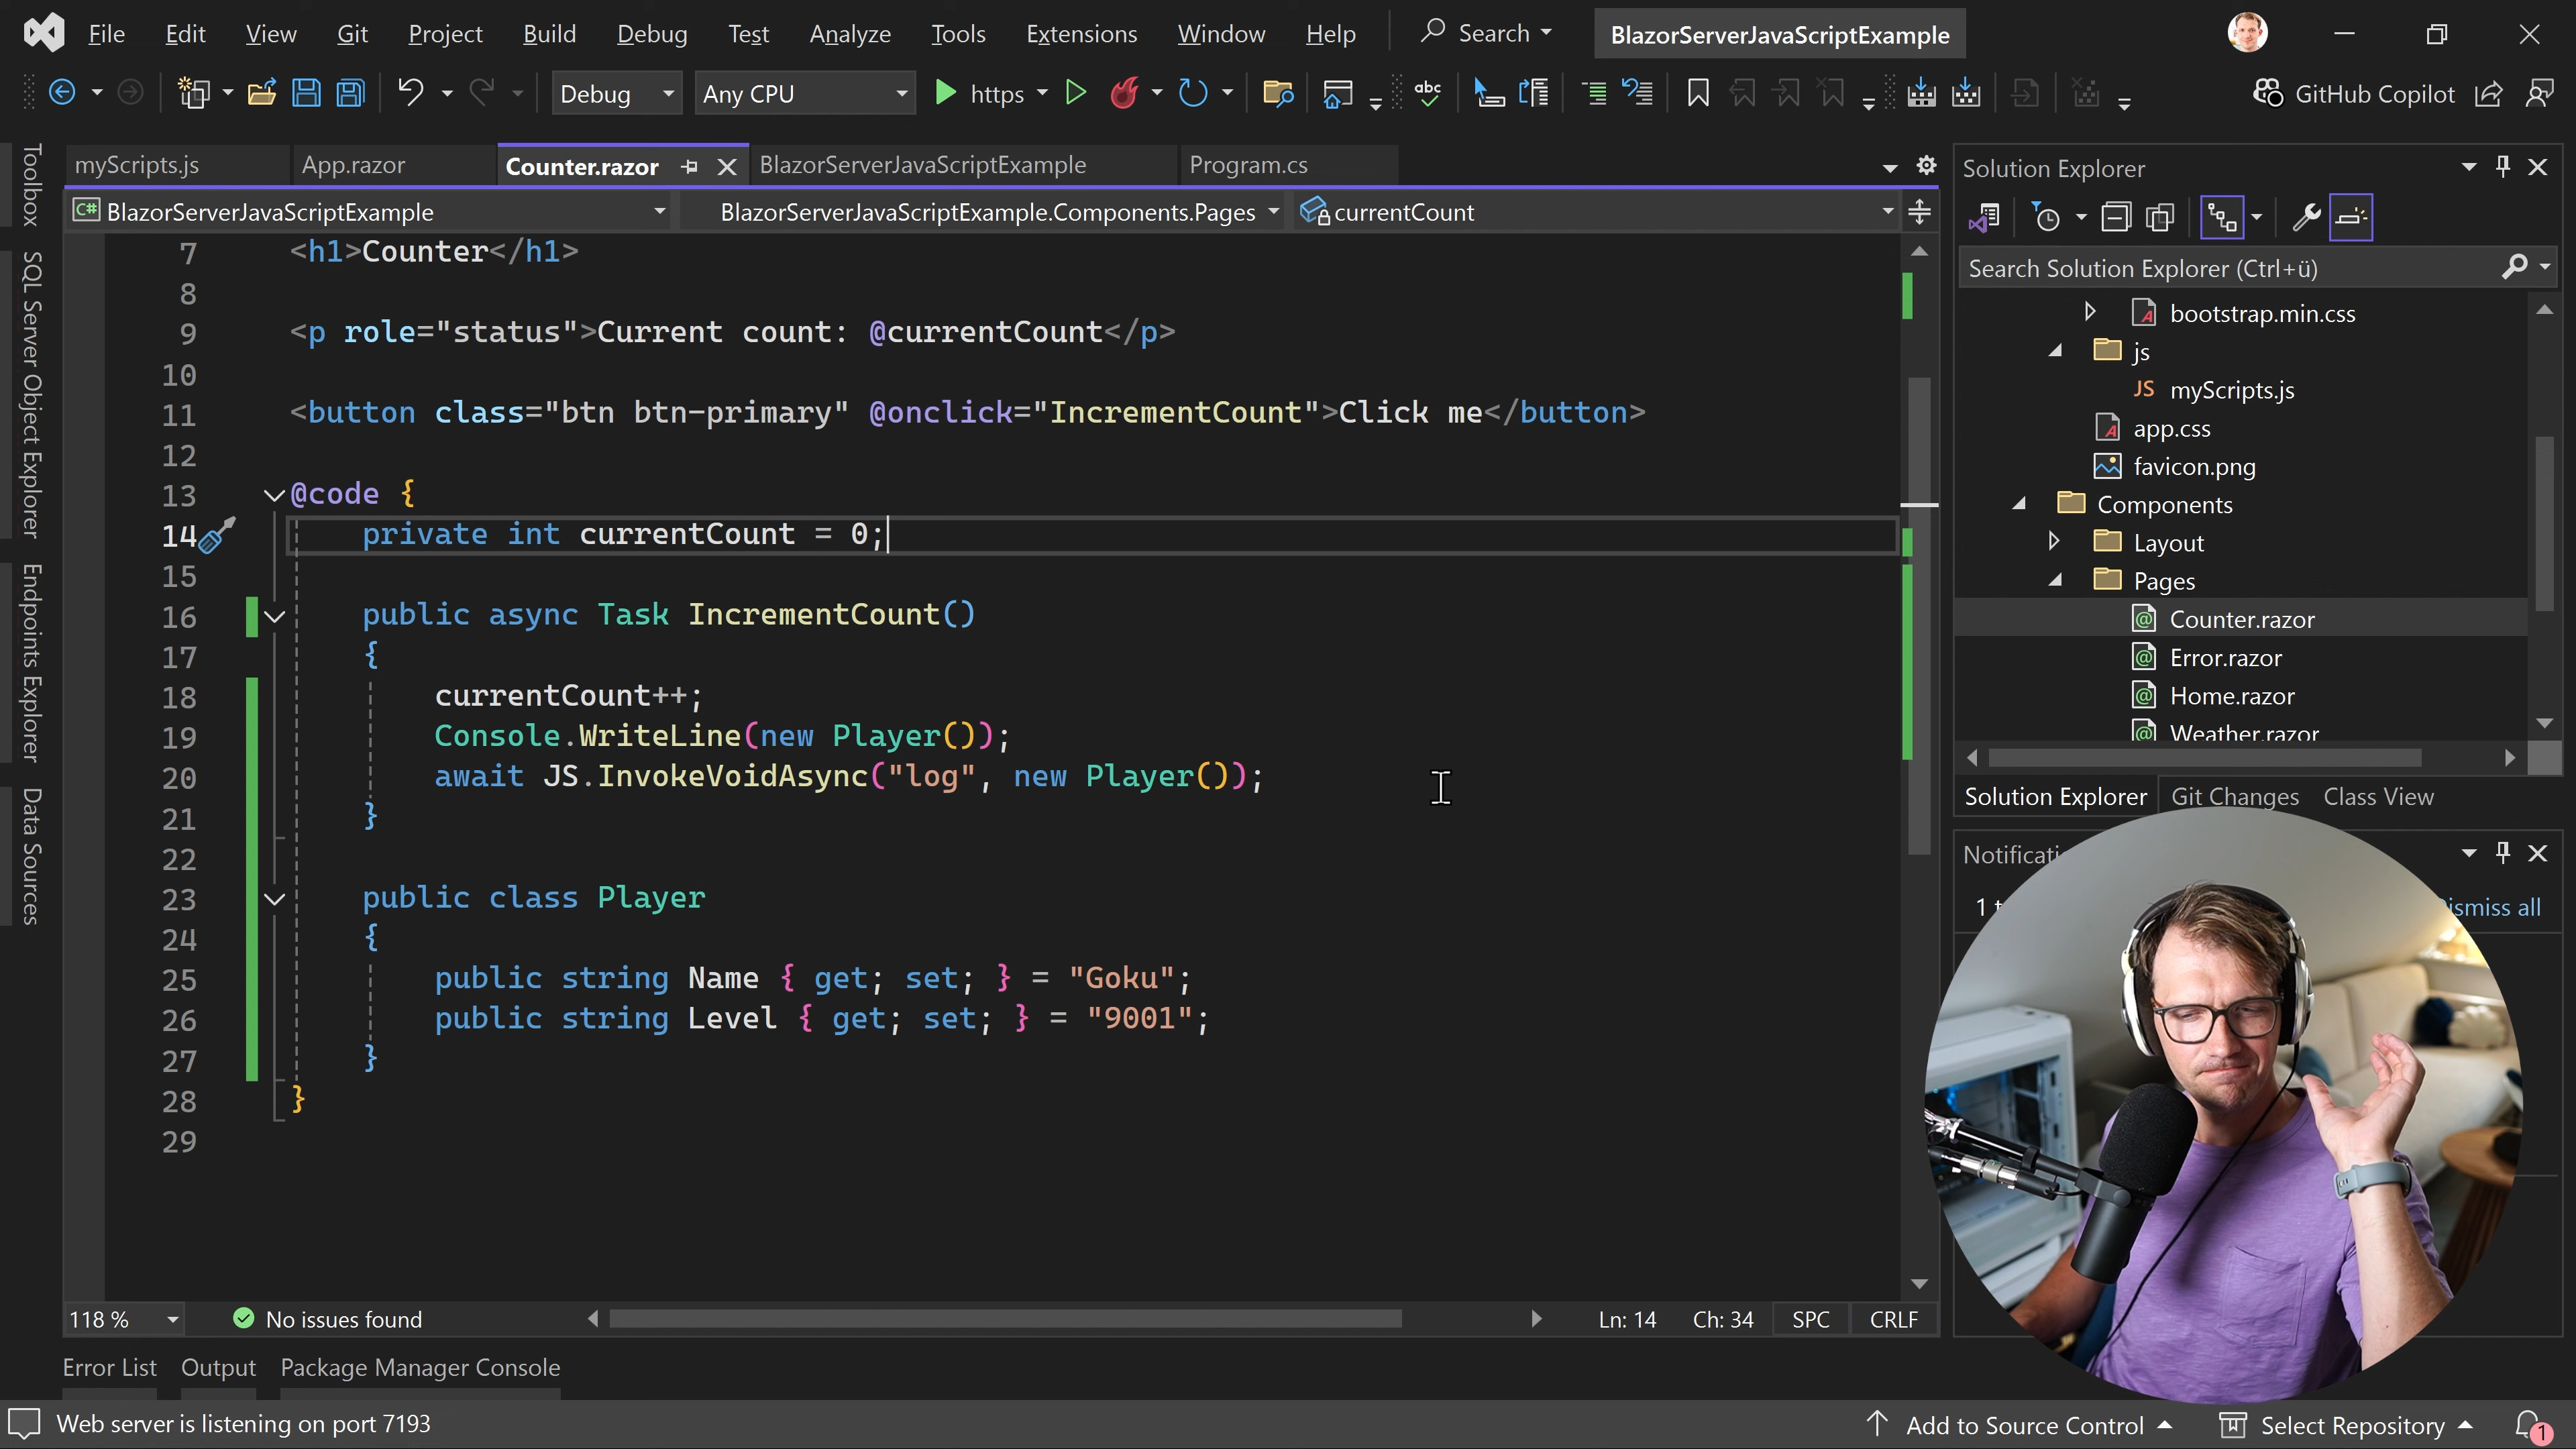 File Edit View Git Project Build Debug Test Analyze Tools Extensions Window Help Search BlazorServerJavaScriptExample
Debug Any CPU https abc GitHub Copilot
myScripts.js App.razor Counter.razor BlazorServerJavaScriptExample Program.cs
C# BlazorServerJavaScriptExample BlazorServerJavaScriptExample.Components.Pages currentCount
7 <h1>Counter</h1>
8
9 <p role="status">Current count: @currentCount</p>
10
11 <button class="btn btn-primary" @onclick="IncrementCount">Click me</button>
12
13 @code {
14 private int currentCount = 0;
15
16 public async Task IncrementCount()
17 {
18 currentCount++;
19 Console.WriteLine(new Player());
20 await JS.InvokeVoidAsync("log", new Player());
21 }
22
23 public class Player
24 {
25 public string Name { get; set; } = "Goku";
26 public string Level { get; set; } = "9001";
27 }
28 }
29
118 % No issues found Ln: 14 Ch: 34 SPC CRLF
Toolbox
SQL Server Object Explorer
Endpoints Explorer
Data Sources
Solution Explorer
Search Solution Explorer (Ctrl+ü)
bootstrap.min.css
js
JS myScripts.js
app.css
favicon.png
Components
Layout
Pages
@ Counter.razor
@ Error.razor
@ Home.razor
@ Weather.razor
Solution Explorer Git Changes Class View
1
Error List Output Package Manager Console
Web server is listening on port 7193 Add to Source Control Select Repository 1